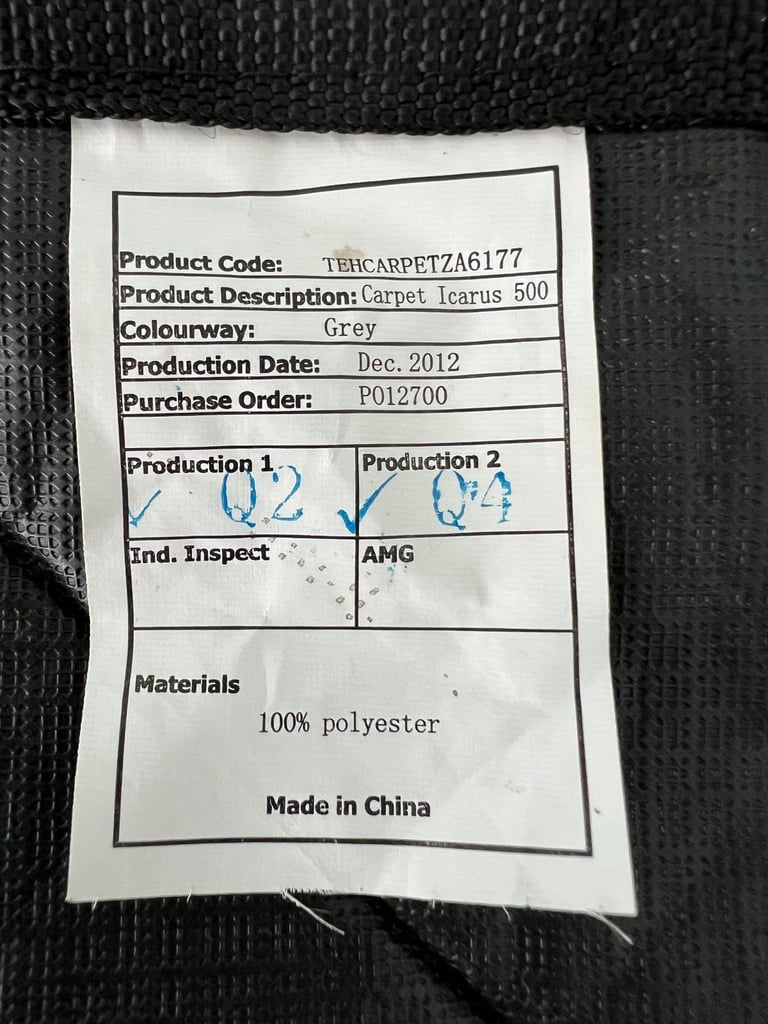 Product Code: TEHCARPETZA6177
Product Description: Carpet Icarus 500
Colourway: Grey
Production Date: Dec. 2012
Purchase Order: P012700
Production 1 Production 2
✓ Q2 ✓ Q4
Ind. Inspect AMG
Materials
100% polyester
Made in China